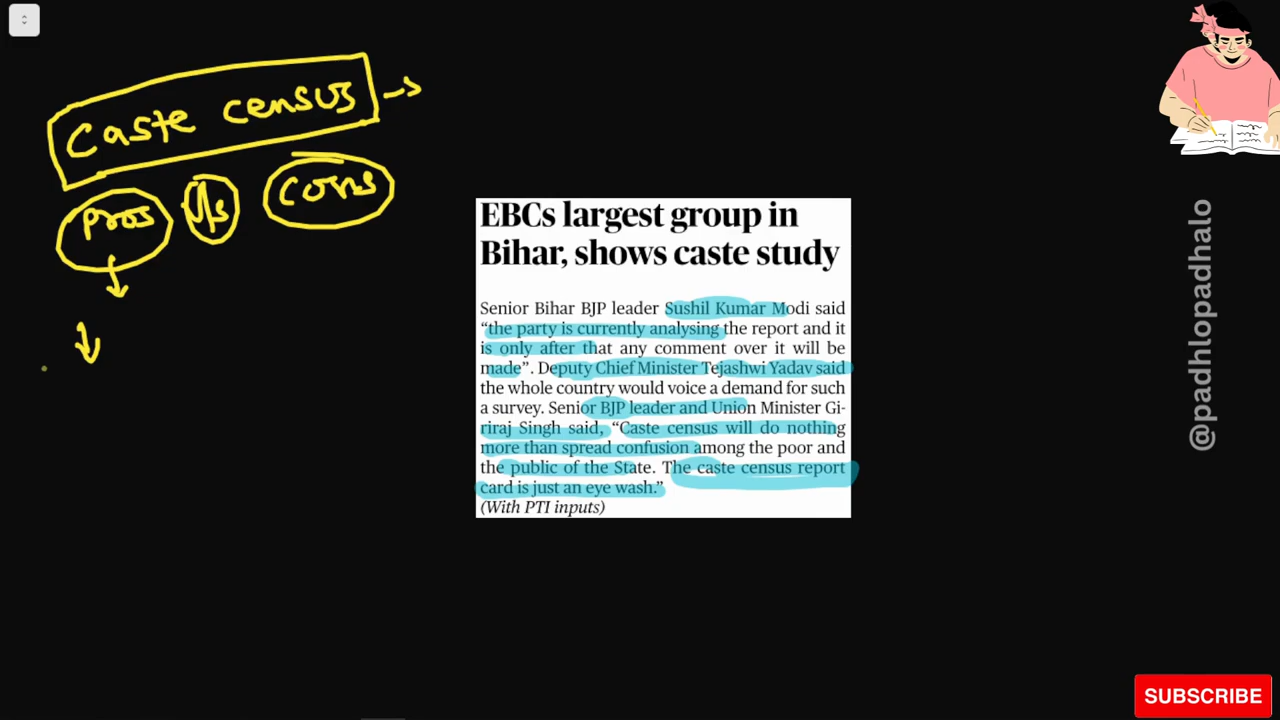 Caste census →
Pros V/s Cons
EBCs largest group in
Bihar, shows caste study
Senior Bihar BJP leader Sushil Kumar Modi said
“the party is currently analysing the report and it
is only after that any comment over it will be
made”. Deputy Chief Minister Tejashwi Yadav said
the whole country would voice a demand for such
a survey. Senior BJP leader and Union Minister Gi-
riraj Singh said, “Caste census will do nothing
more than spread confusion among the poor and
the public of the State. The caste census report
card is just an eye wash.”
(With PTI inputs)
@padhlopadhalo
SUBSCRIBE